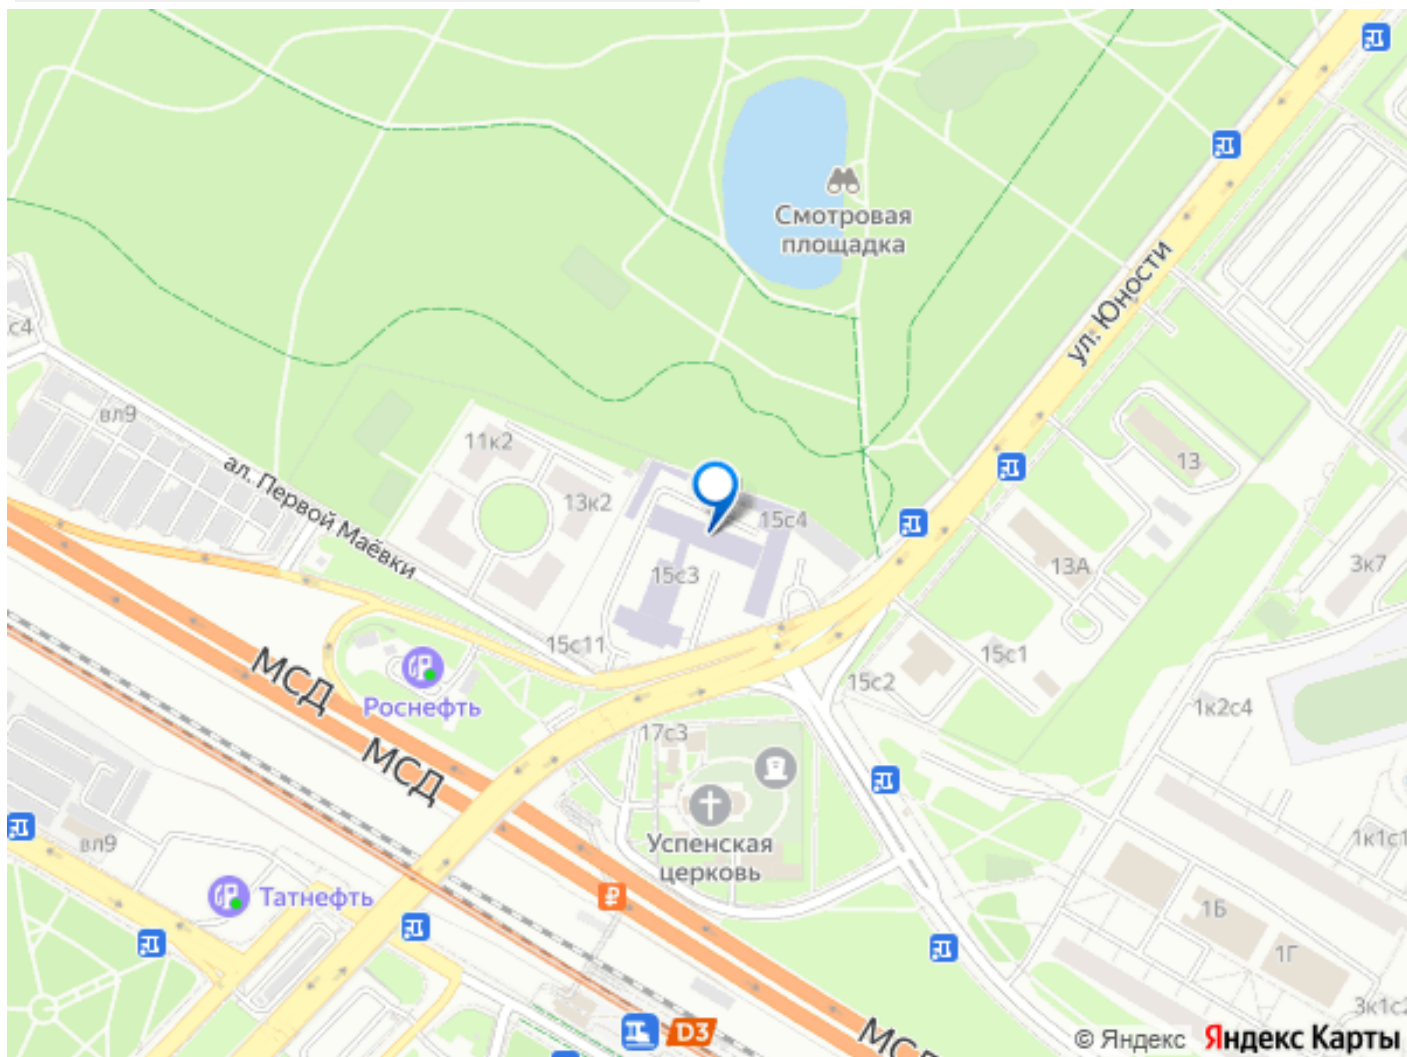 Смотровая
площадка
ул. Юности
с4
вл9
11к2
13
ал. Первой Маёвки
13к2
15с4
15с3
13А
3к7
15с11
15с1
МСД
Роснефть
15с2
1к2с4
17с3
МСД
Успенская
церковь
вл9
1к1с1
Татнефть
₽
1Б
1Г
3к1с2
D3
МСД
© Яндекс Яндекс Карты